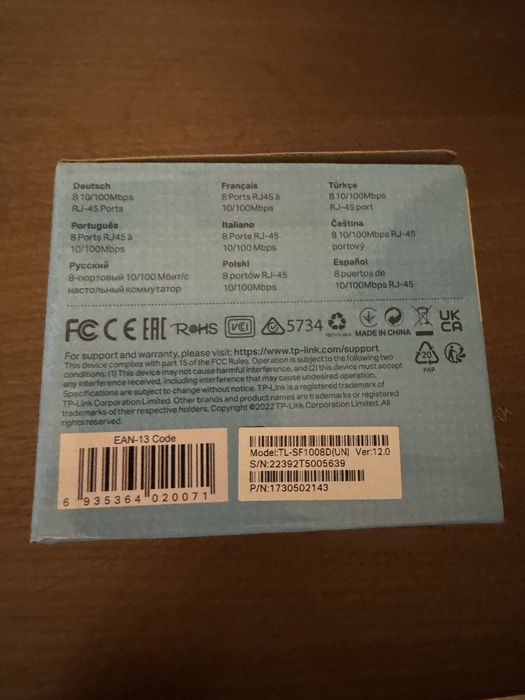 Deutsch
8 10/100Mbps
RJ-45 Ports
Français
8 Ports RJ45 à
10/100Mbps
Türkçe
8 10/100Mbps
RJ-45 port
Português
8 Ports RJ45 à
10/100Mbps
Italiano
8 Porte RJ-45
10/100 Mbps
Čeština
8 10/100Mbps RJ-45
portový
Русский
8-портовый 10/100 Мбит/с
настольный коммутатор
Polski
8 portów RJ-45
10/100Mbps
Español
8 puertos de
10/100Mbps RJ-45
FC CE EAC RoHS VCI 5734 RECYCLABLE MADE IN CHINA UK CA
20
PAP
For support and warranty, please visit: https://www.tp-link.com/support
This device complies with part 15 of the FCC Rules. Operation is subject to the following two
conditions: (1) This device may not cause harmful interference, and (2) this device must accept
any interference received, including interference that may cause undesired operation.
Specifications are subject to change without notice. TP-Link is a registered trademark of
TP-Link Corporation Limited. Other brands and product names are trademarks or registered
trademarks of their respective holders. Copyright ©2022 TP-Link Corporation Limited. All
rights reserved.
EAN-13 Code
6 935364 020071
Model:TL-SF1008D(UN) Ver:12.0
S/N:22392T5005639
P/N:1730502143